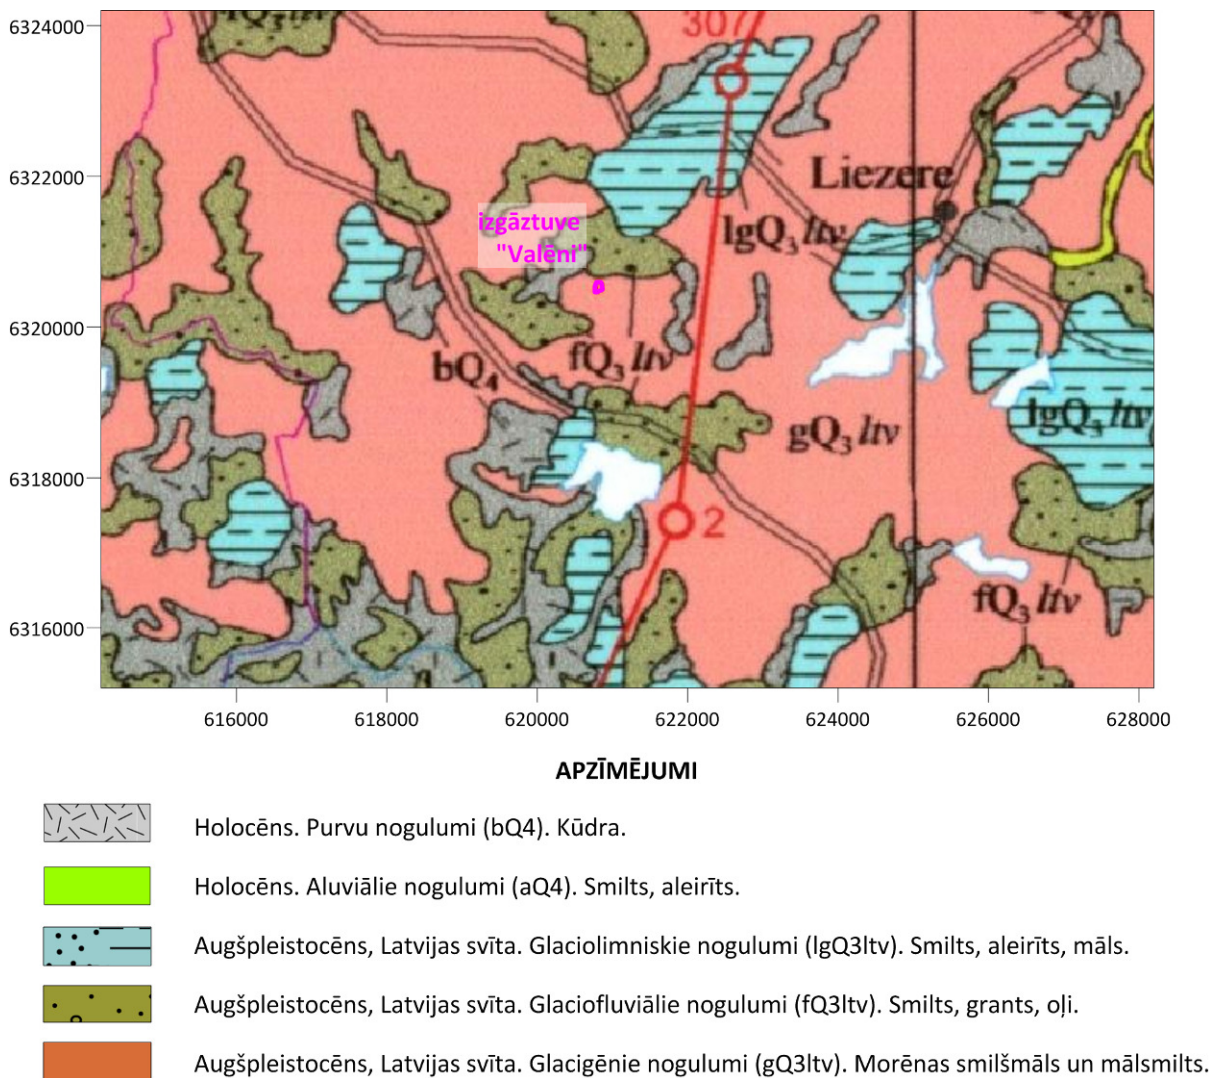 6324000
307
6322000
Liezere
izgāztuve
"Valēni"
lgQ3 ltv
6320000
bQ4
fQ3 ltv
lgQ3 ltv
gQ3 ltv
6318000
2
fQ3 ltv
6316000
616000 618000 620000 622000 624000 626000 628000
APZĪMĒJUMI
Holocēns. Purvu nogulumi (bQ4). Kūdra.
Holocēns. Aluviālie nogulumi (aQ4). Smilts, aleirīts.
Augšpleistocēns, Latvijas svīta. Glaciolimniskie nogulumi (lgQ3ltv). Smilts, aleirīts, māls.
Augšpleistocēns, Latvijas svīta. Glaciofluviālie nogulumi (fQ3ltv). Smilts, grants, oļi.
Augšpleistocēns, Latvijas svīta. Glacigēnie nogulumi (gQ3ltv). Morēnas smilšmāls un mālsmilts.